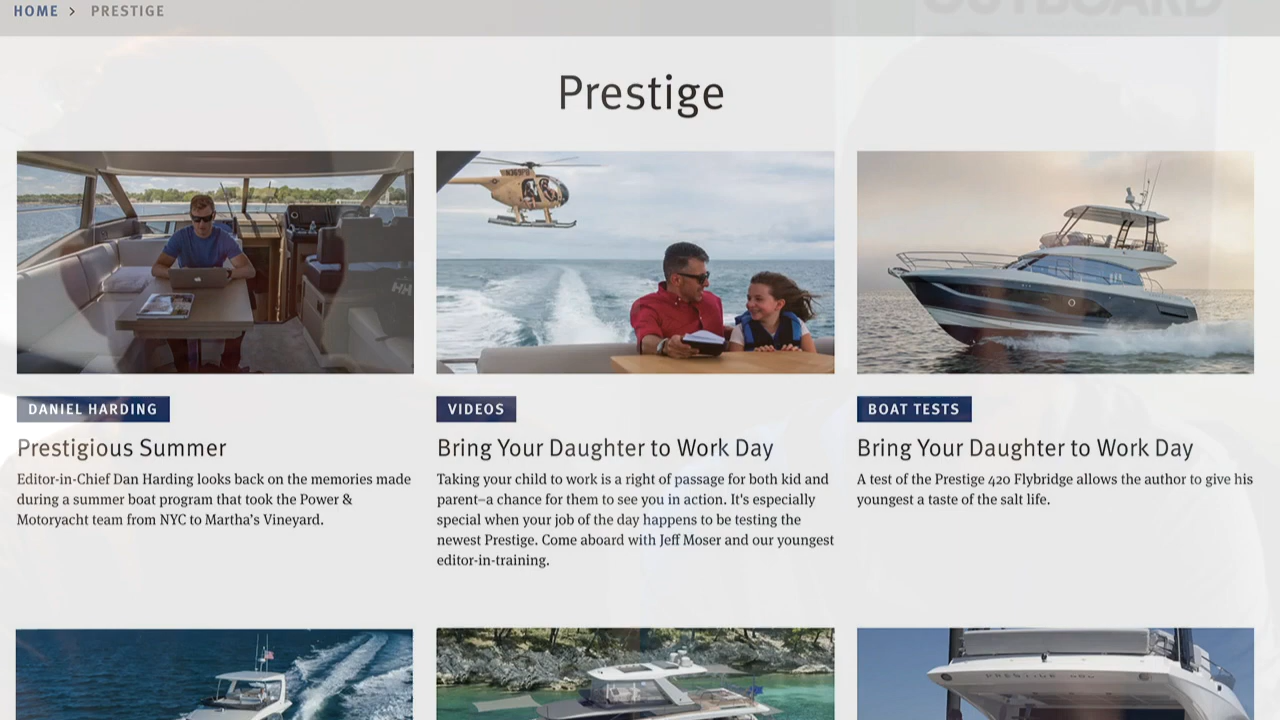 OUTBOARD
HOME > PRESTIGE
Prestige
N369FB
DANIEL HARDING
Prestigious Summer
Editor-in-Chief Dan Harding looks back on the memories made
during a summer boat program that took the Power &
Motoryacht team from NYC to Martha's Vineyard.
VIDEOS
Bring Your Daughter to Work Day
Taking your child to work is a right of passage for both kid and
parent–a chance for them to see you in action. It's especially
special when your job of the day happens to be testing the
newest Prestige. Come aboard with Jeff Moser and our youngest
editor-in-training.
BOAT TESTS
Bring Your Daughter to Work Day
A test of the Prestige 420 Flybridge allows the author to give his
youngest a taste of the salt life.
PRESTIGE